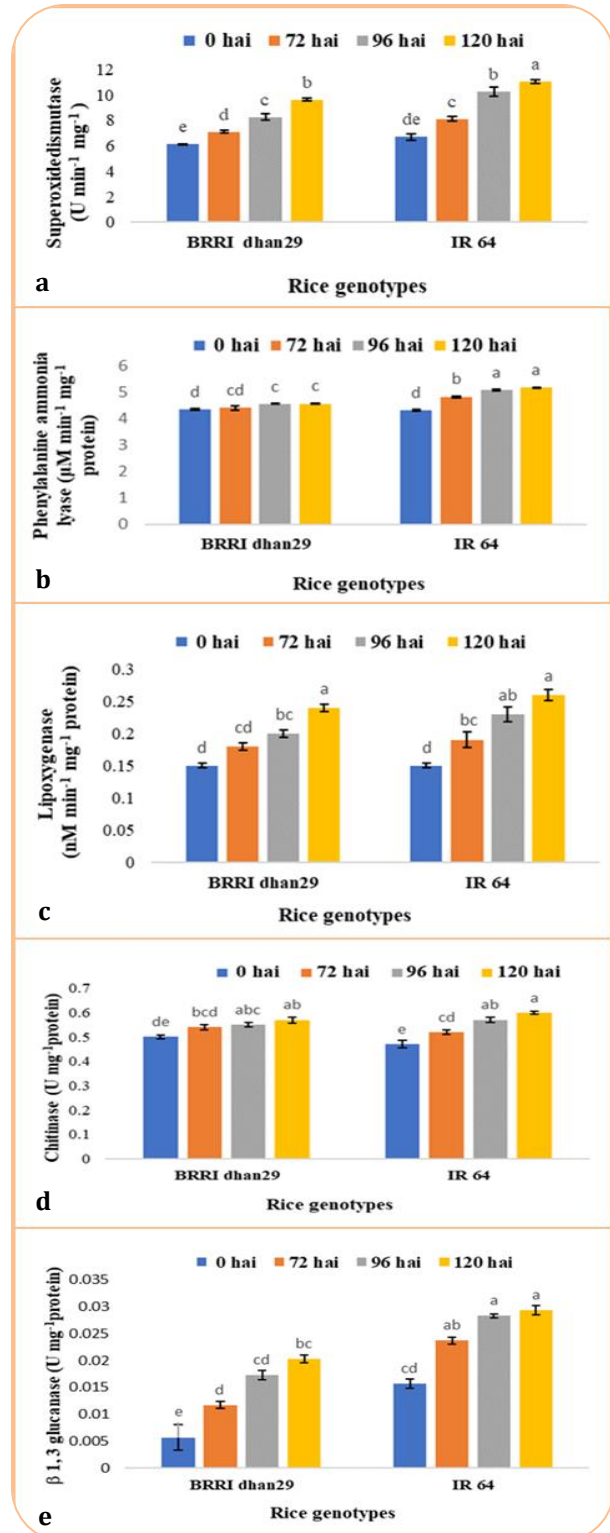 0 hai 72 hai 96 hai 120 hai
Superoxidedismutase
(U min⁻¹ mg⁻¹)
12
10
8
6
4
2
0
e d c b de c b a
BRRI dhan29 IR 64
Rice genotypes
a
0 hai 72 hai 96 hai 120 hai
Phenylalanine ammonia
lyase (µM min⁻¹ mg⁻¹
protein)
6
5
4
3
2
1
0
d cd c c d b a a
BRRI dhan29 IR 64
Rice genotypes
b
0 hai 72 hai 96 hai 120 hai
Lipoxygenase
(nM min⁻¹ mg⁻¹ protein)
0.3
0.25
0.2
0.15
0.1
0.05
0
d cd bc a d bc ab a
BRRI dhan29 IR 64
Rice genotypes
c
0 hai 72 hai 96 hai 120 hai
Chitinase (U mg⁻¹protein)
0.7
0.6
0.5
0.4
0.3
0.2
0.1
0
de bcd abc ab e cd ab a
BRRI dhan29 IR 64
Rice genotypes
d
0 hai 72 hai 96 hai 120 hai
β 1,3 glucanase (U mg⁻¹protein)
0.035
0.03
0.025
0.02
0.015
0.01
0.005
0
e d cd bc cd ab a a
BRRI dhan29 IR 64
Rice genotypes
e